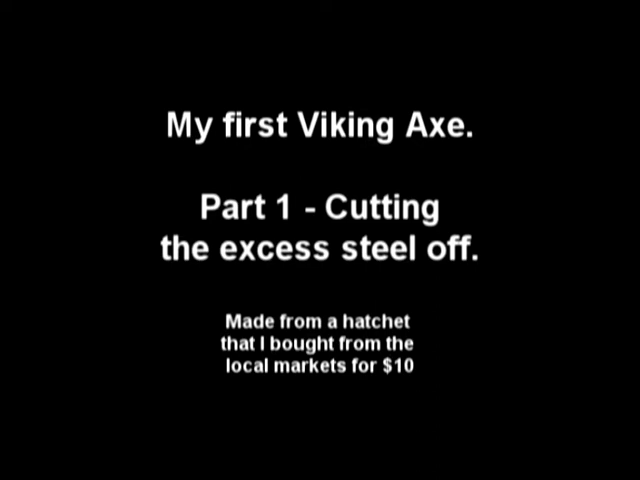 My first Viking Axe.
Part 1 - Cutting
the excess steel off.
Made from a hatchet
that I bought from the
local markets for $10